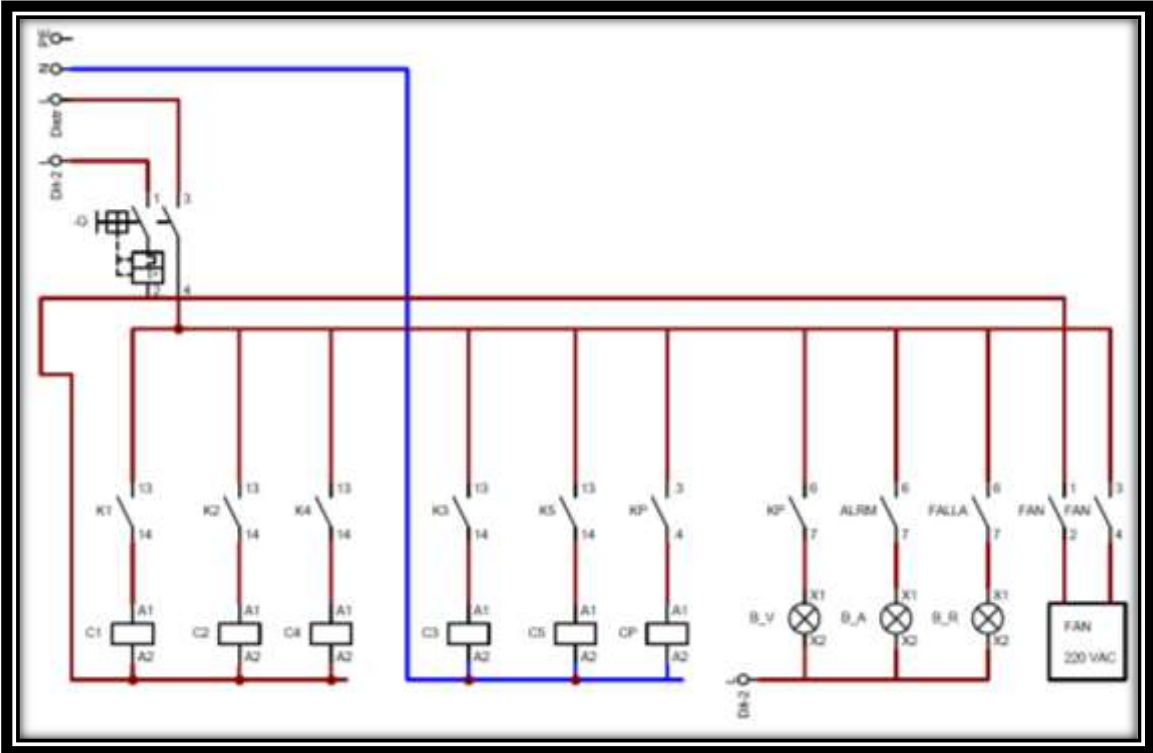 PE
N
L
Distr
L
Dit-2
-Q
1 3
2 4
13 13 13 13 13 3 6 6 6 1 3
K1 K2 K4 K3 K5 KP KP ALRM FALLA FAN FAN
14 14 14 14 14 4 7 7 7 2 4
A1 A1 A1 A1 A1 A1 X1 X1 X1
C1 C2 C4 C3 C5 CP B_V B_A B_R FAN
A2 A2 A2 A2 A2 A2 X2 X2 X2 220 VAC
L
Dit-2